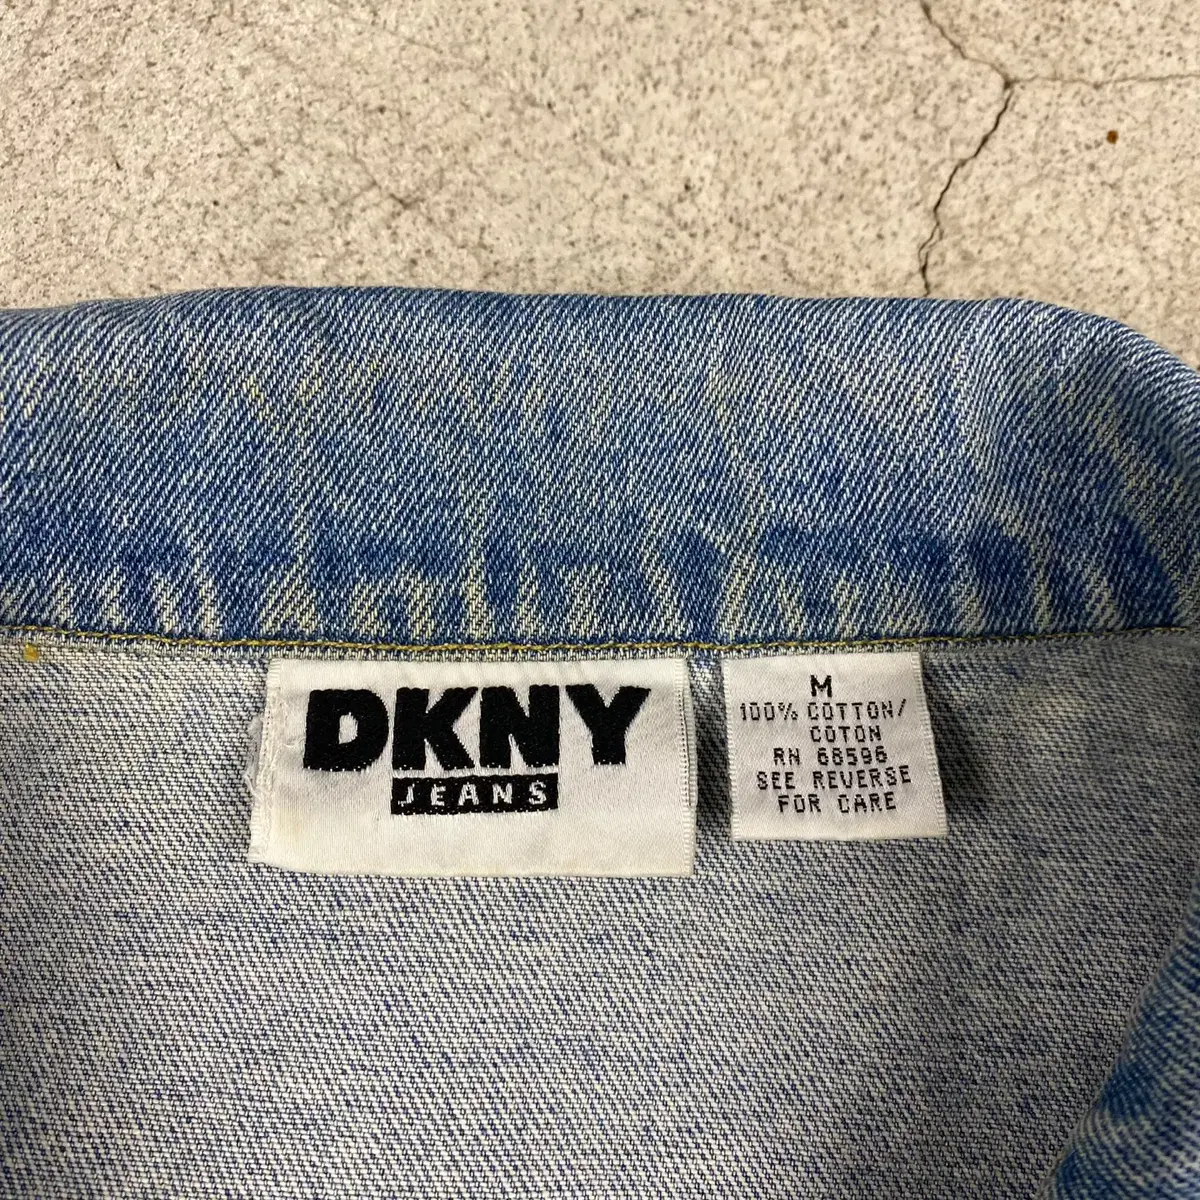 DKNY
JEANS
M
100% COTTON/
COTON
RN 68596
SEE REVERSE
FOR CARE